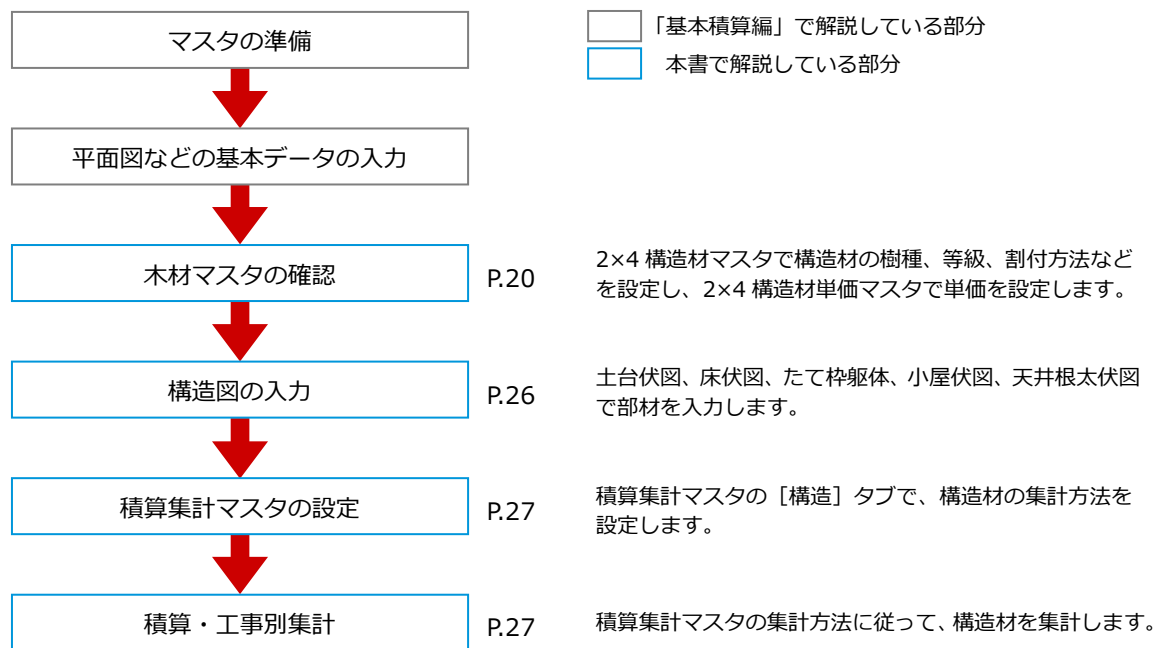 マスタの準備
「基本積算編」で解説している部分
本書で解説している部分
平面図などの基本データの入力
木材マスタの確認
P.20
2×4 構造材マスタで構造材の樹種、等級、割付方法など
を設定し、2×4 構造材単価マスタで単価を設定します。
構造図の入力
P.26
土台伏図、床伏図、たて枠躯体、小屋伏図、天井根太伏図
で部材を入力します。
積算集計マスタの設定
P.27
積算集計マスタの［構造］タブで、構造材の集計方法を
設定します。
積算・工事別集計
P.27
積算集計マスタの集計方法に従って、構造材を集計します。